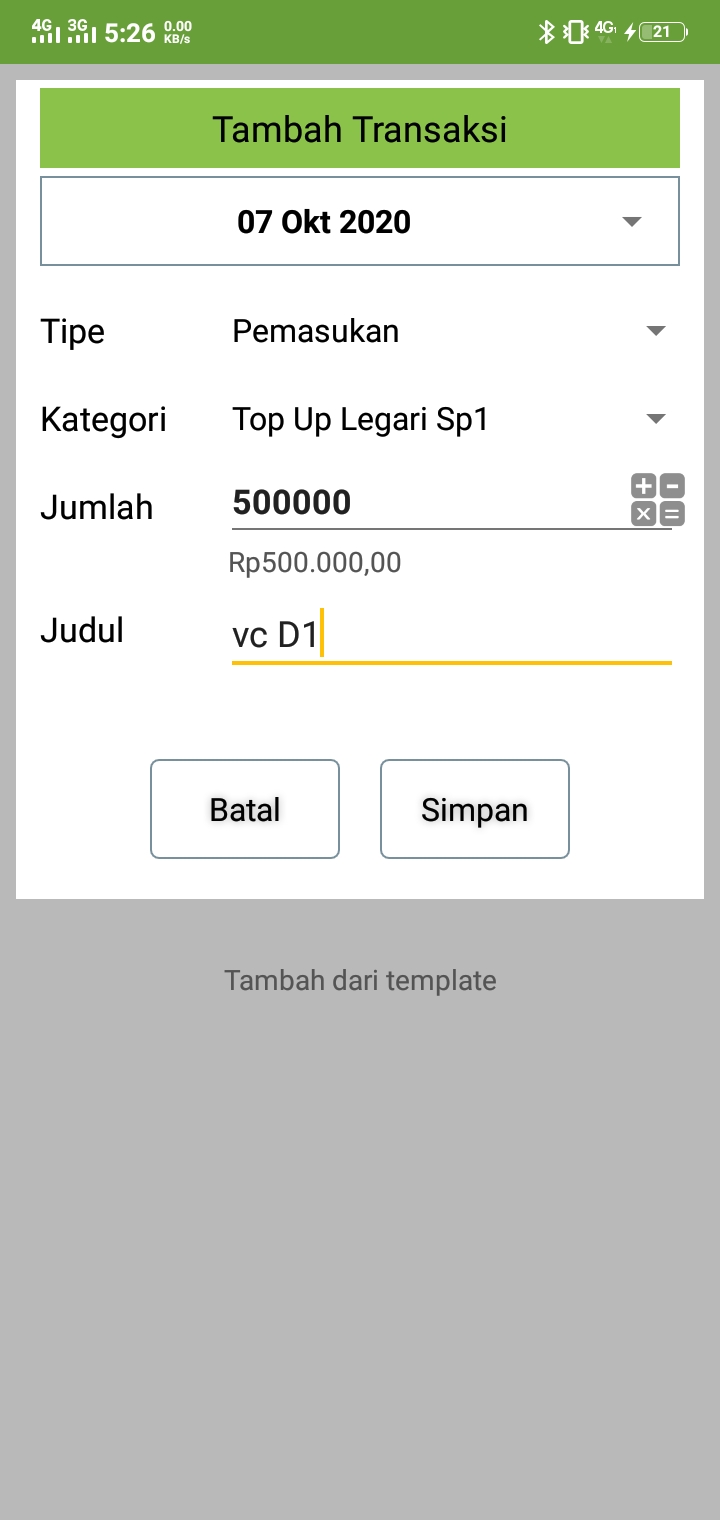 4G 3G 5:26 0.00 KB/s 4G 21
Tambah Transaksi
07 Okt 2020
Tipe Pemasukan
Kategori Top Up Legari Sp1
Jumlah 500000
Rp500.000,00
Judul vc D1
Batal Simpan
Tambah dari template